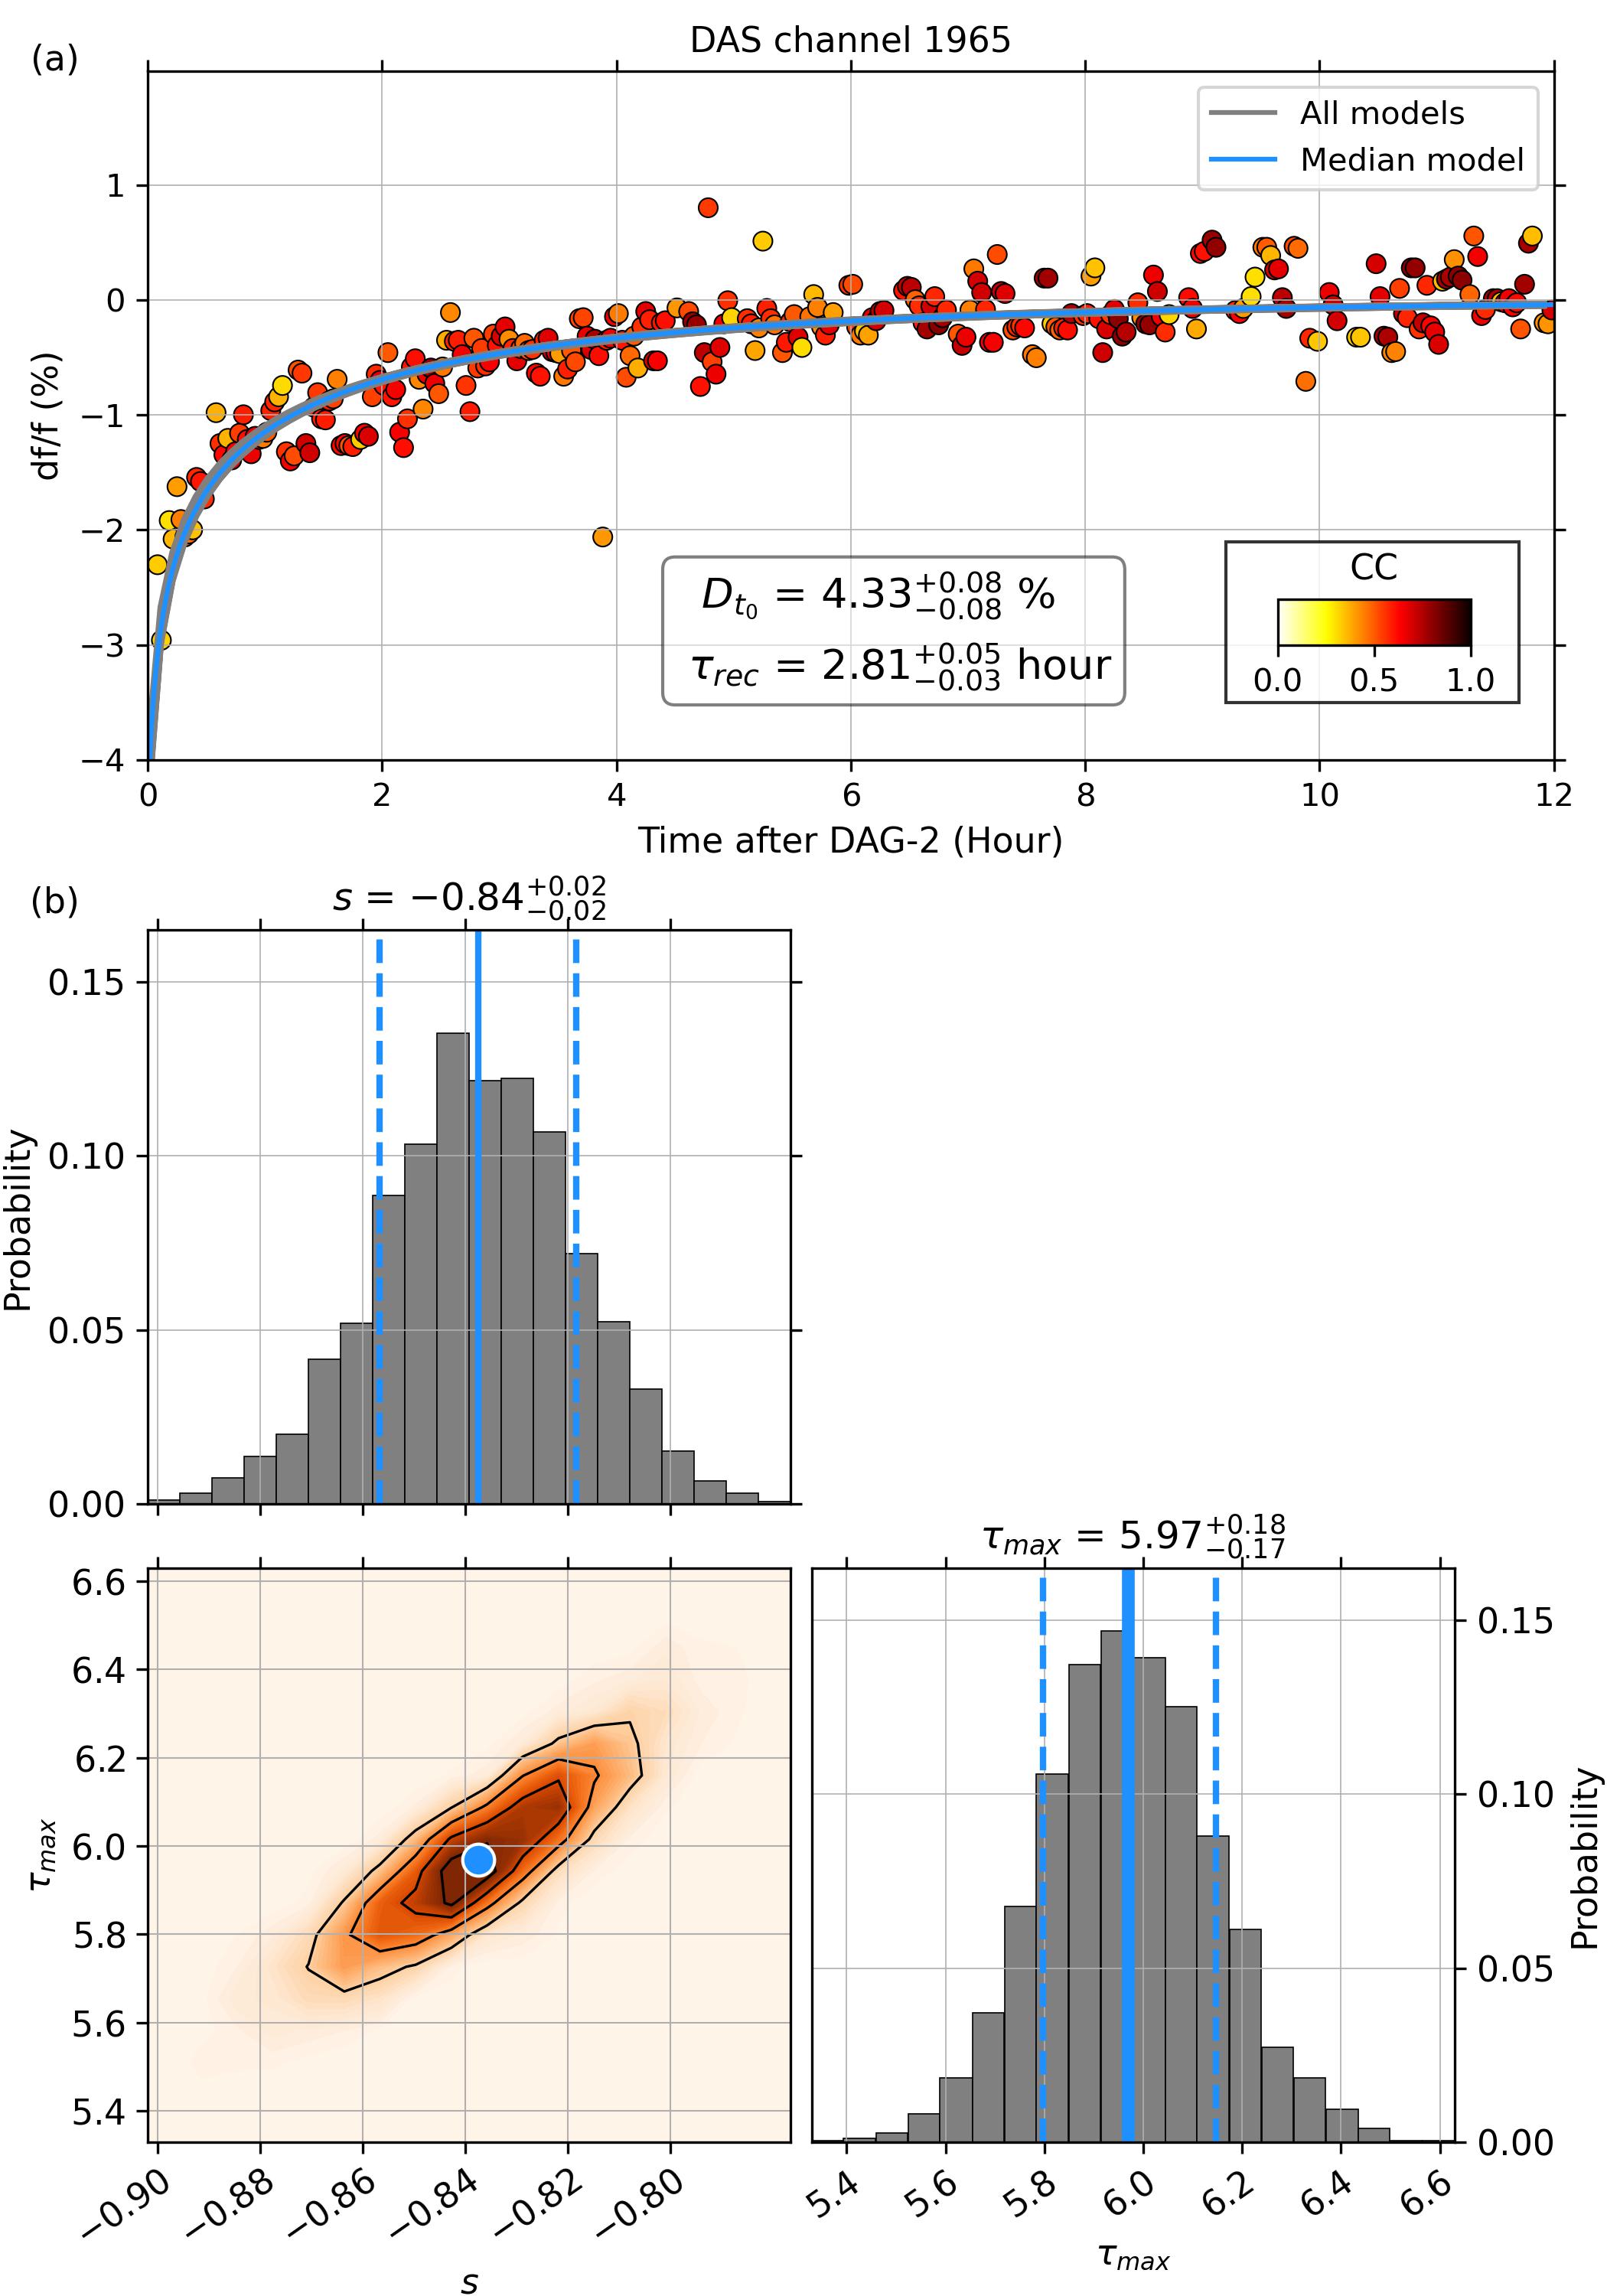 (a)
DAS channel 1965
All models
Median model
1
0
−1
−2
−3
−4
df/f (%)
D_{t_0} = 4.33^{+0.08}_{−0.08} %
τ_{rec} = 2.81^{+0.05}_{−0.03} hour
CC
0.0 0.5 1.0
0 2 4 6 8 10 12
Time after DAG-2 (Hour)
(b)
s = −0.84^{+0.02}_{−0.02}
0.15
0.10
0.05
0.00
Probability
τ_{max} = 5.97^{+0.18}_{−0.17}
6.6
6.4
6.2
6.0
5.8
5.6
5.4
τ_{max}
−0.90 −0.88 −0.86 −0.84 −0.82 −0.80
s
0.15
0.10
0.05
0.00
Probability
5.4 5.6 5.8 6.0 6.2 6.4 6.6
τ_{max}